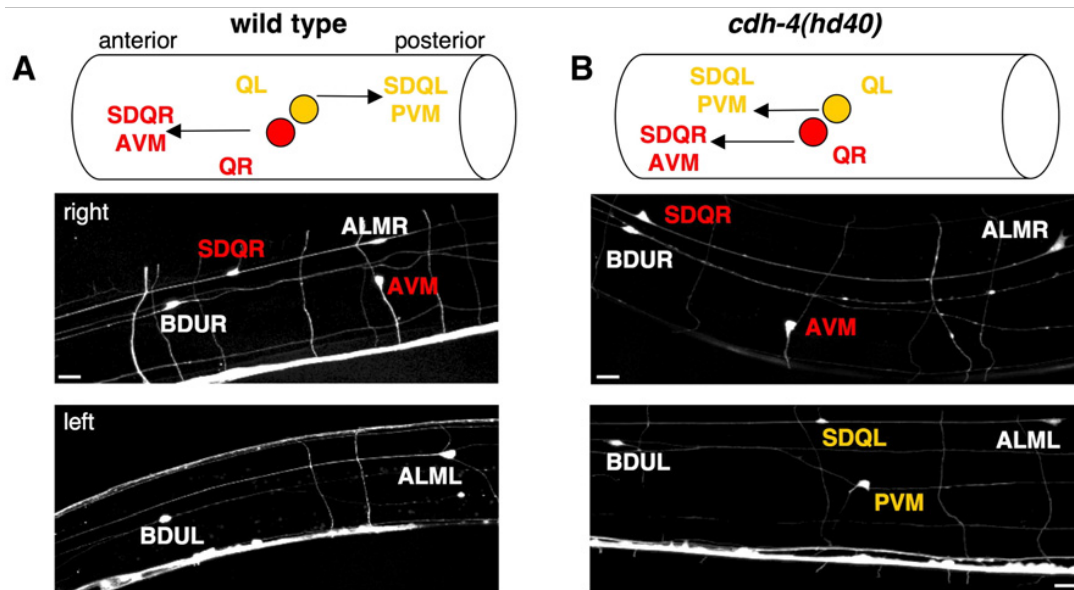 A
wild type
anterior
posterior
QL
SDQL
PVM
SDQR
AVM
QR
right
SDQR
ALMR
AVM
BDUR
left
ALML
BDUL
B
cdh-4(hd40)
SDQL
PVM
QL
SDQR
AVM
QR
SDQR
BDUR
ALMR
AVM
SDQL
ALML
BDUL
PVM